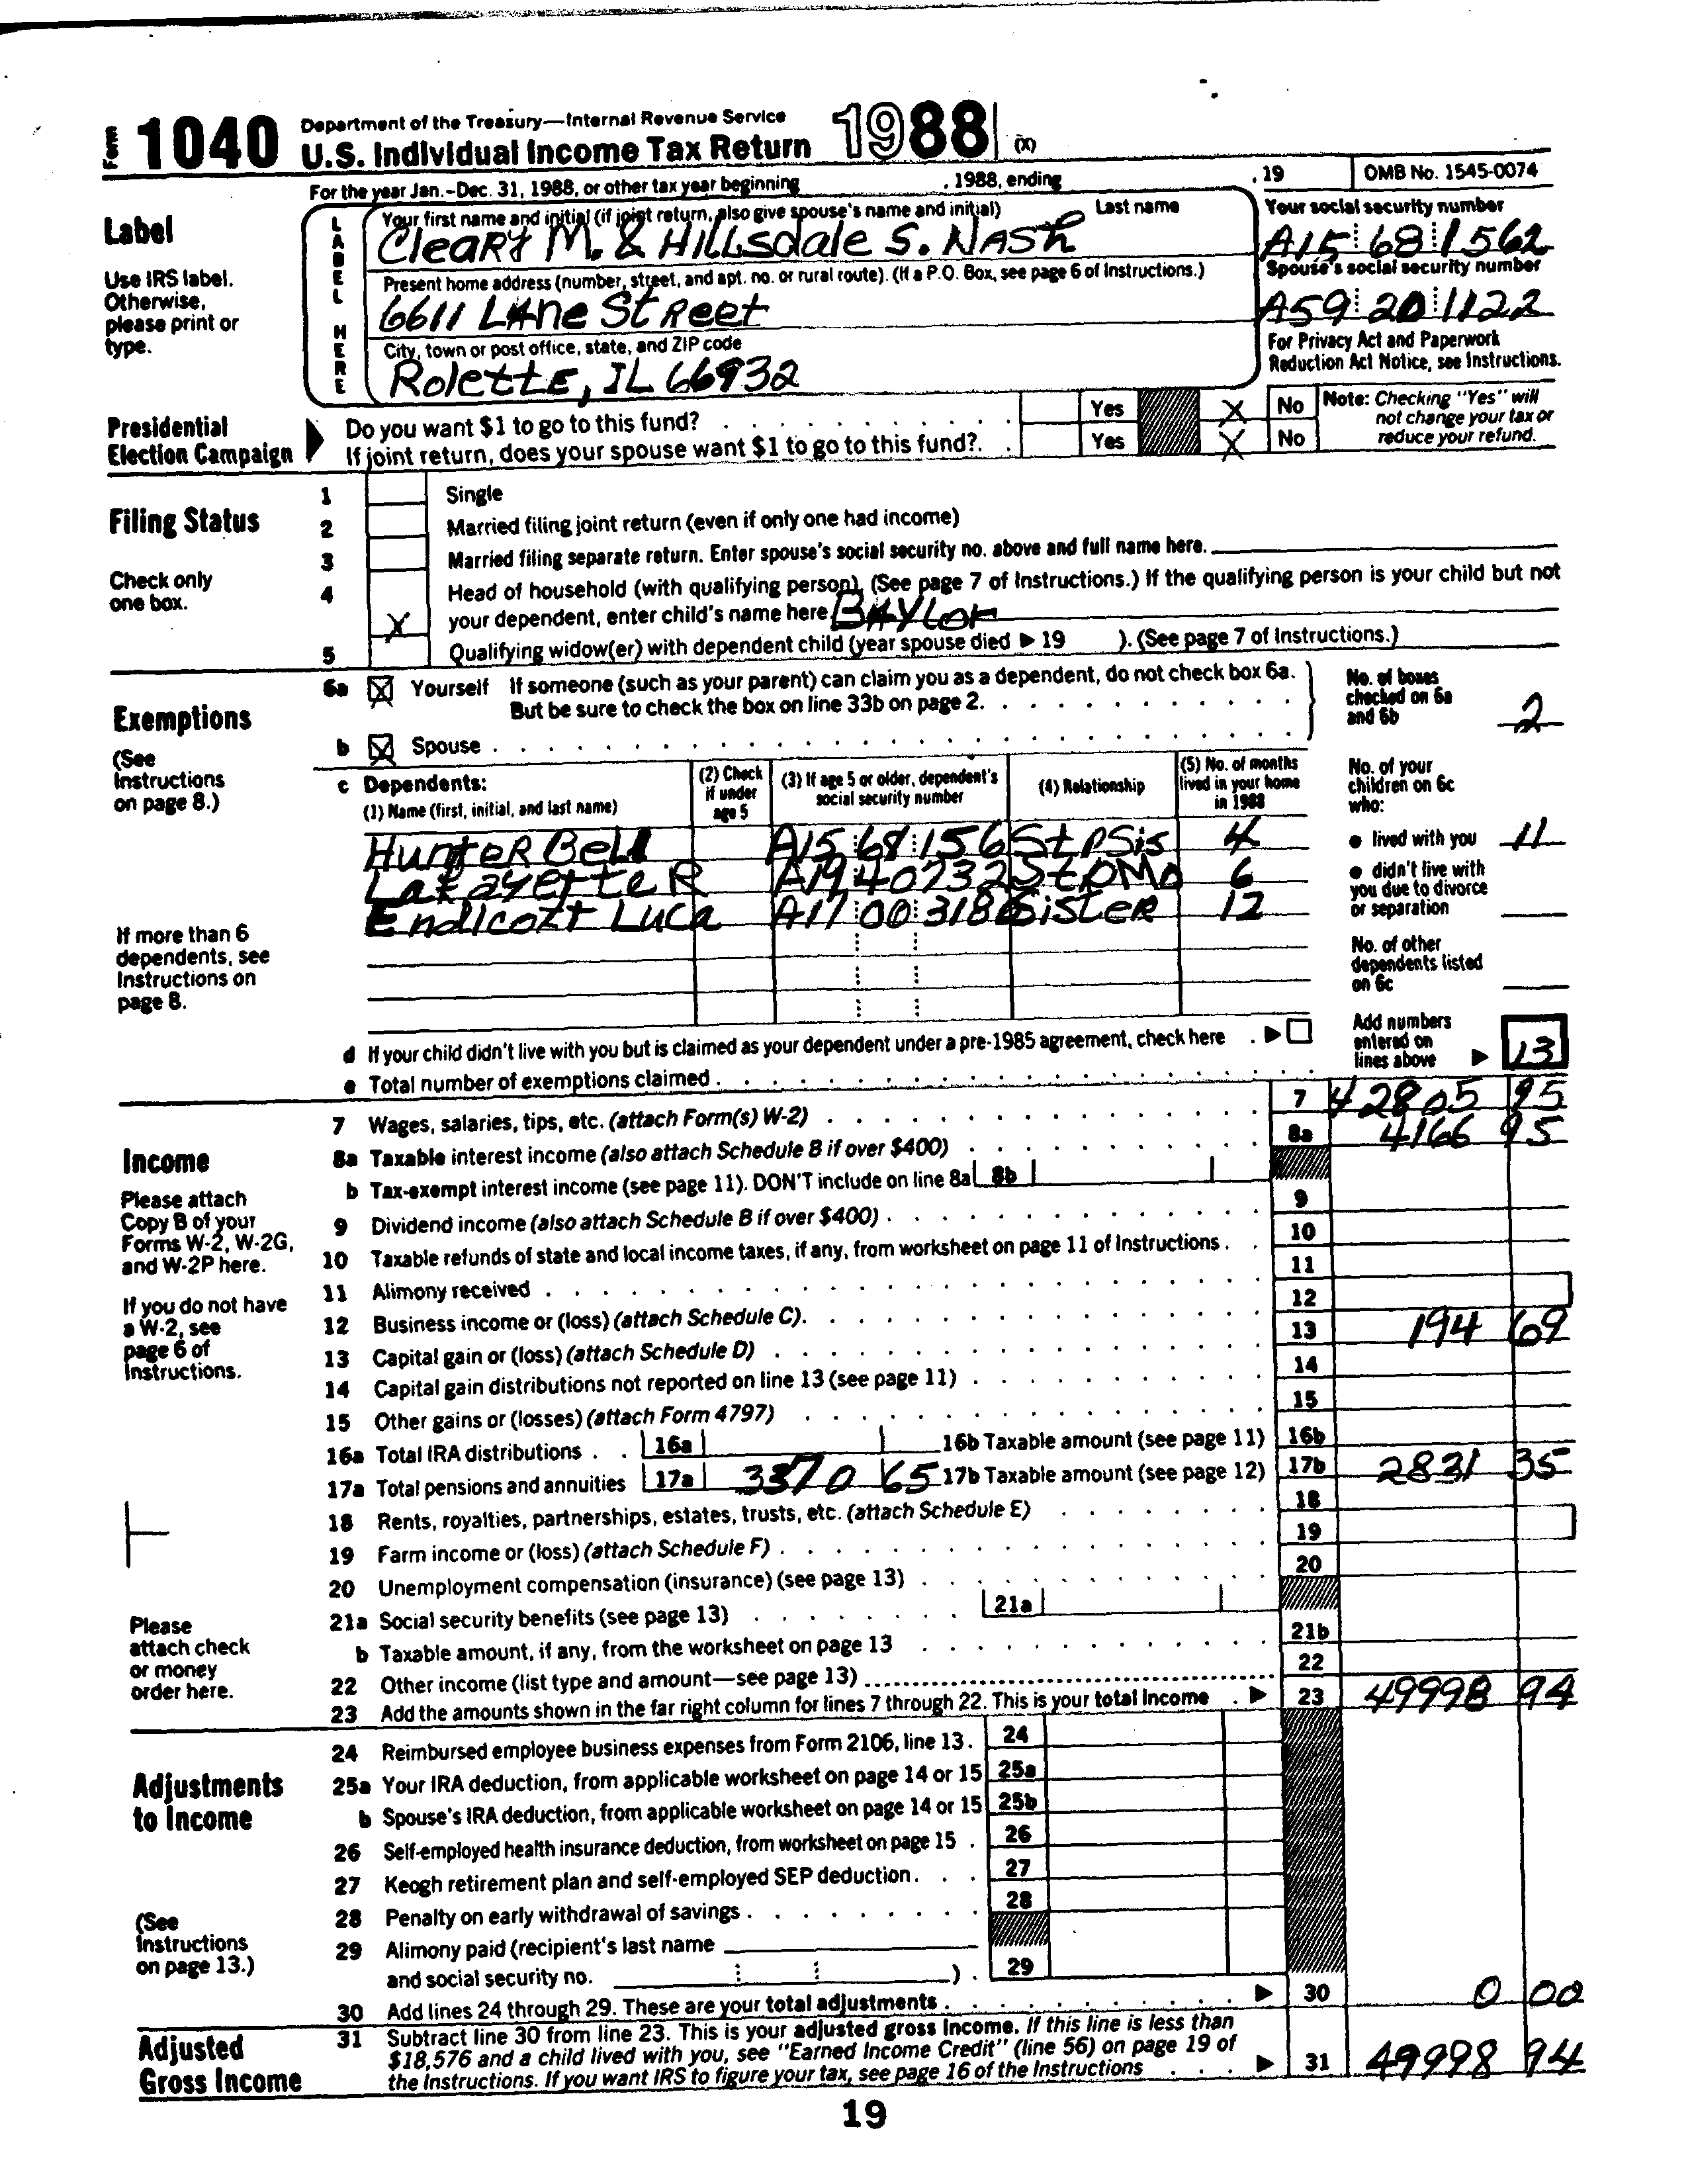 Form 1040 Department of the Treasury—Internal Revenue Service
U.S. Individual Income Tax Return 1988 (X)
For the year Jan.-Dec. 31, 1988, or other tax year beginning , 1988, ending , 19 OMB No. 1545-0074
Label
Use IRS label.
Otherwise,
please print or
type.
LABEL HERE
Your first name and initial (if joint return, also give spouse's name and initial) Last name
Cleary M. & Hillsdale S. Nash
Your social security number
A15 68 1562
Present home address (number, street, and apt. no. or rural route). (If a P.O. Box, see page 6 of Instructions.)
6611 Lane Street
Spouse's social security number
A59 20 1122
City, town or post office, state, and ZIP code
Rolette, IL 66932
For Privacy Act and Paperwork
Reduction Act Notice, see Instructions.
Presidential
Election Campaign
Do you want $1 to go to this fund? Yes X No
If joint return, does your spouse want $1 to go to this fund? Yes X No
Note: Checking "Yes" will
not change your tax or
reduce your refund.
Filing Status
Check only
one box.
1 Single
2 Married filing joint return (even if only one had income)
3 Married filing separate return. Enter spouse's social security no. above and full name here.
4 Head of household (with qualifying person). (See page 7 of Instructions.) If the qualifying person is your child but not
X your dependent, enter child's name here Baylor
5 Qualifying widow(er) with dependent child (year spouse died ▶ 19 ). (See page 7 of Instructions.)
Exemptions
(See
Instructions
on page 8.)
6a X Yourself If someone (such as your parent) can claim you as a dependent, do not check box 6a.
But be sure to check the box on line 33b on page 2.
b X Spouse
No. of boxes
checked on 6a
and 6b 2
c Dependents:
(1) Name (first, initial, and last name)
(2) Check
if under
age 5
(3) If age 5 or older, dependent's
social security number
(4) Relationship
(5) No. of months
lived in your home
in 1988
Hunter Bell A15 68 156 StpSis 4
Lafayette R A19 40732 StpMo 6
Endicott Luca A17 00 318 Sister 12
If more than 6
dependents, see
Instructions on
page 8.
No. of your
children on 6c
who:
● lived with you 11
● didn't live with
you due to divorce
or separation
No. of other
dependents listed
on 6c
d If your child didn't live with you but is claimed as your dependent under a pre-1985 agreement, check here ▶
e Total number of exemptions claimed
Add numbers
entered on
lines above ▶ 13
Income
Please attach
Copy B of your
Forms W-2, W-2G,
and W-2P here.
If you do not have
a W-2, see
page 6 of
Instructions.
Please
attach check
or money
order here.
7 Wages, salaries, tips, etc. (attach Form(s) W-2) 7 42805 95
8a Taxable interest income (also attach Schedule B if over $400) 8a 4166 95
b Tax-exempt interest income (see page 11). DON'T include on line 8a 8b
9 Dividend income (also attach Schedule B if over $400) 9
10 Taxable refunds of state and local income taxes, if any, from worksheet on page 11 of Instructions 10
11 Alimony received 11
12 Business income or (loss) (attach Schedule C) 12
13 Capital gain or (loss) (attach Schedule D) 13 194 69
14 Capital gain distributions not reported on line 13 (see page 11) 14
15 Other gains or (losses) (attach Form 4797) 15
16a Total IRA distributions 16a 16b Taxable amount (see page 11) 16b
17a Total pensions and annuities 17a 3370 65 17b Taxable amount (see page 12) 17b 2831 35
18 Rents, royalties, partnerships, estates, trusts, etc. (attach Schedule E) 18
19 Farm income or (loss) (attach Schedule F) 19
20 Unemployment compensation (insurance) (see page 13) 20
21a Social security benefits (see page 13) 21a
b Taxable amount, if any, from the worksheet on page 13 21b
22 Other income (list type and amount—see page 13) 22
23 Add the amounts shown in the far right column for lines 7 through 22. This is your total income ▶ 23 49998 94
Adjustments
to Income
(See
Instructions
on page 13.)
24 Reimbursed employee business expenses from Form 2106, line 13. 24
25a Your IRA deduction, from applicable worksheet on page 14 or 15 25a
b Spouse's IRA deduction, from applicable worksheet on page 14 or 15 25b
26 Self-employed health insurance deduction, from worksheet on page 15 26
27 Keogh retirement plan and self-employed SEP deduction 27
28 Penalty on early withdrawal of savings 28
29 Alimony paid (recipient's last name
and social security no. ) 29
30 Add lines 24 through 29. These are your total adjustments ▶ 30 0 00
Adjusted
Gross Income
31 Subtract line 30 from line 23. This is your adjusted gross income. If this line is less than
$18,576 and a child lived with you, see "Earned Income Credit" (line 56) on page 19 of
the Instructions. If you want IRS to figure your tax, see page 16 of the Instructions ▶ 31 49998 94
19